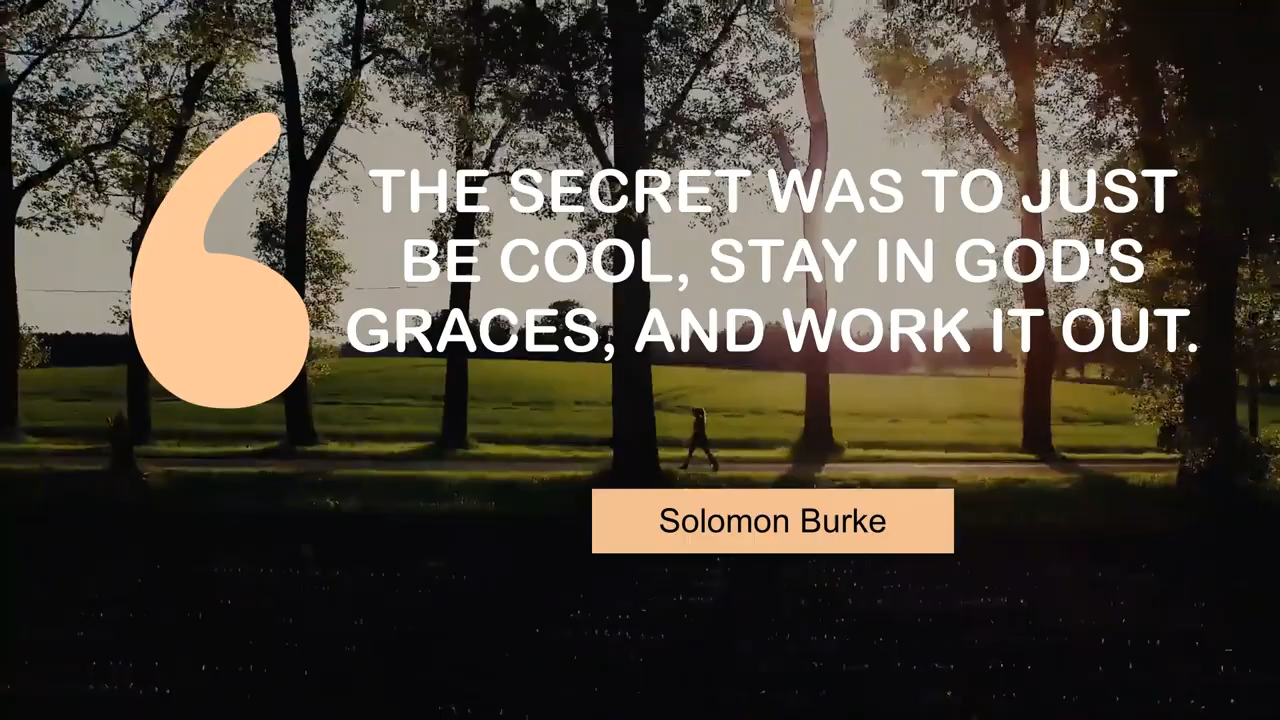 THE SECRET WAS TO JUST
BE COOL, STAY IN GOD'S
GRACES, AND WORK IT OUT.
Solomon Burke